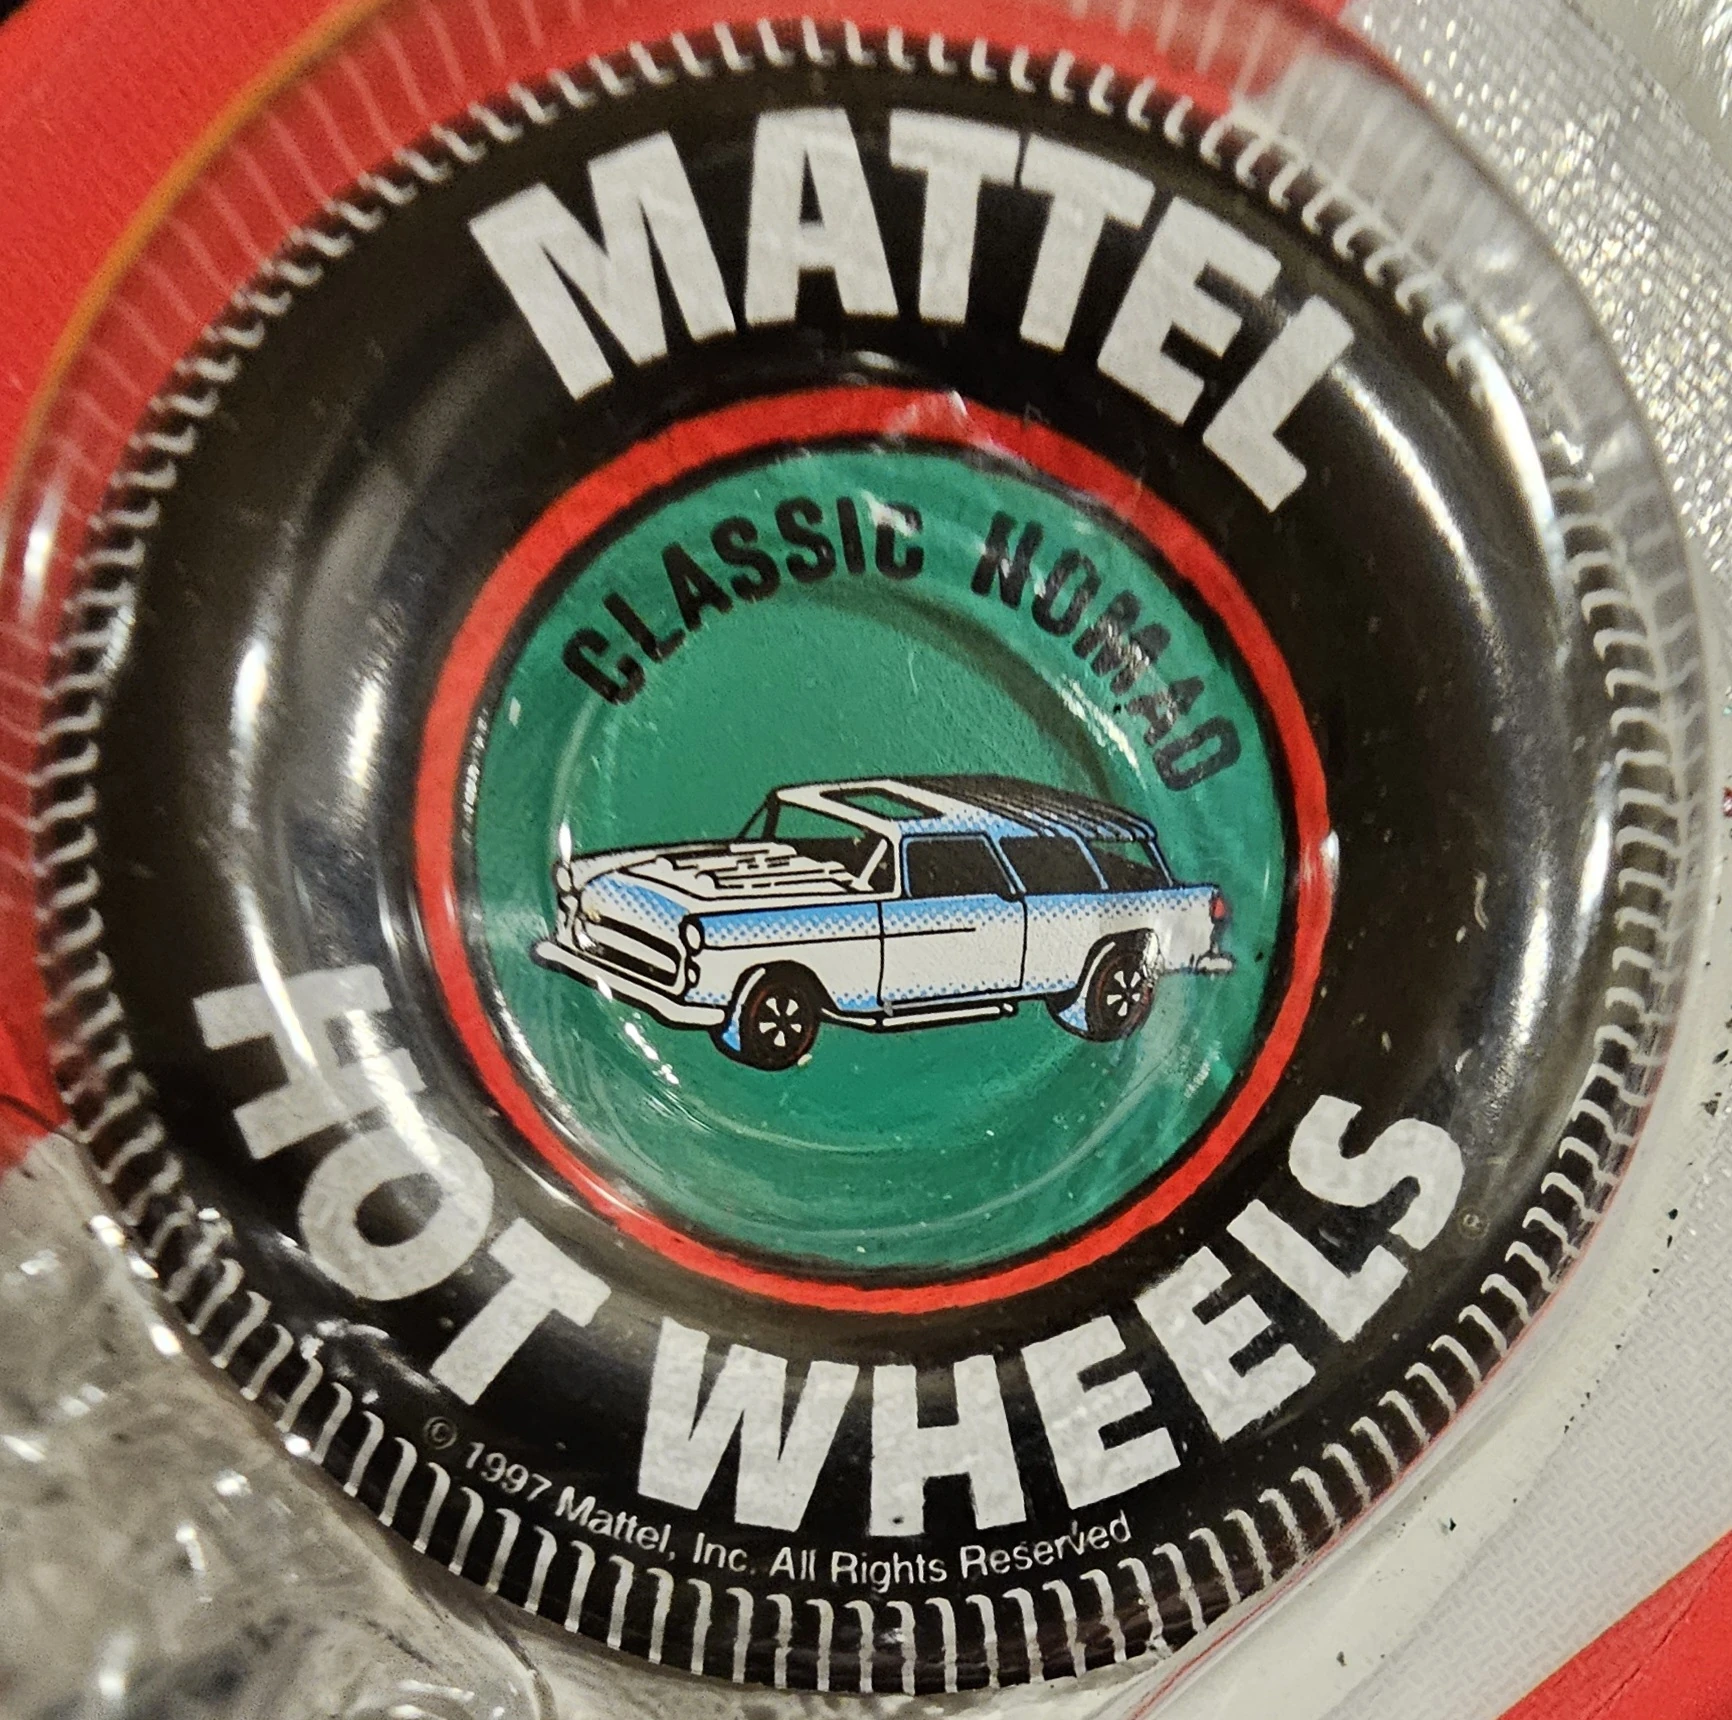 MATTEL
CLASSIC NOMAD
HOT WHEELS®
© 1997 Mattel, Inc. All Rights Reserved